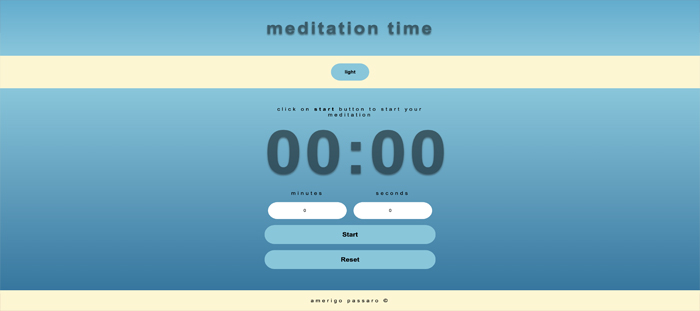 meditation time
light
click on start button to start your
meditation
00:00
minutes seconds
0 0
Start
Reset
amerigo passaro ©